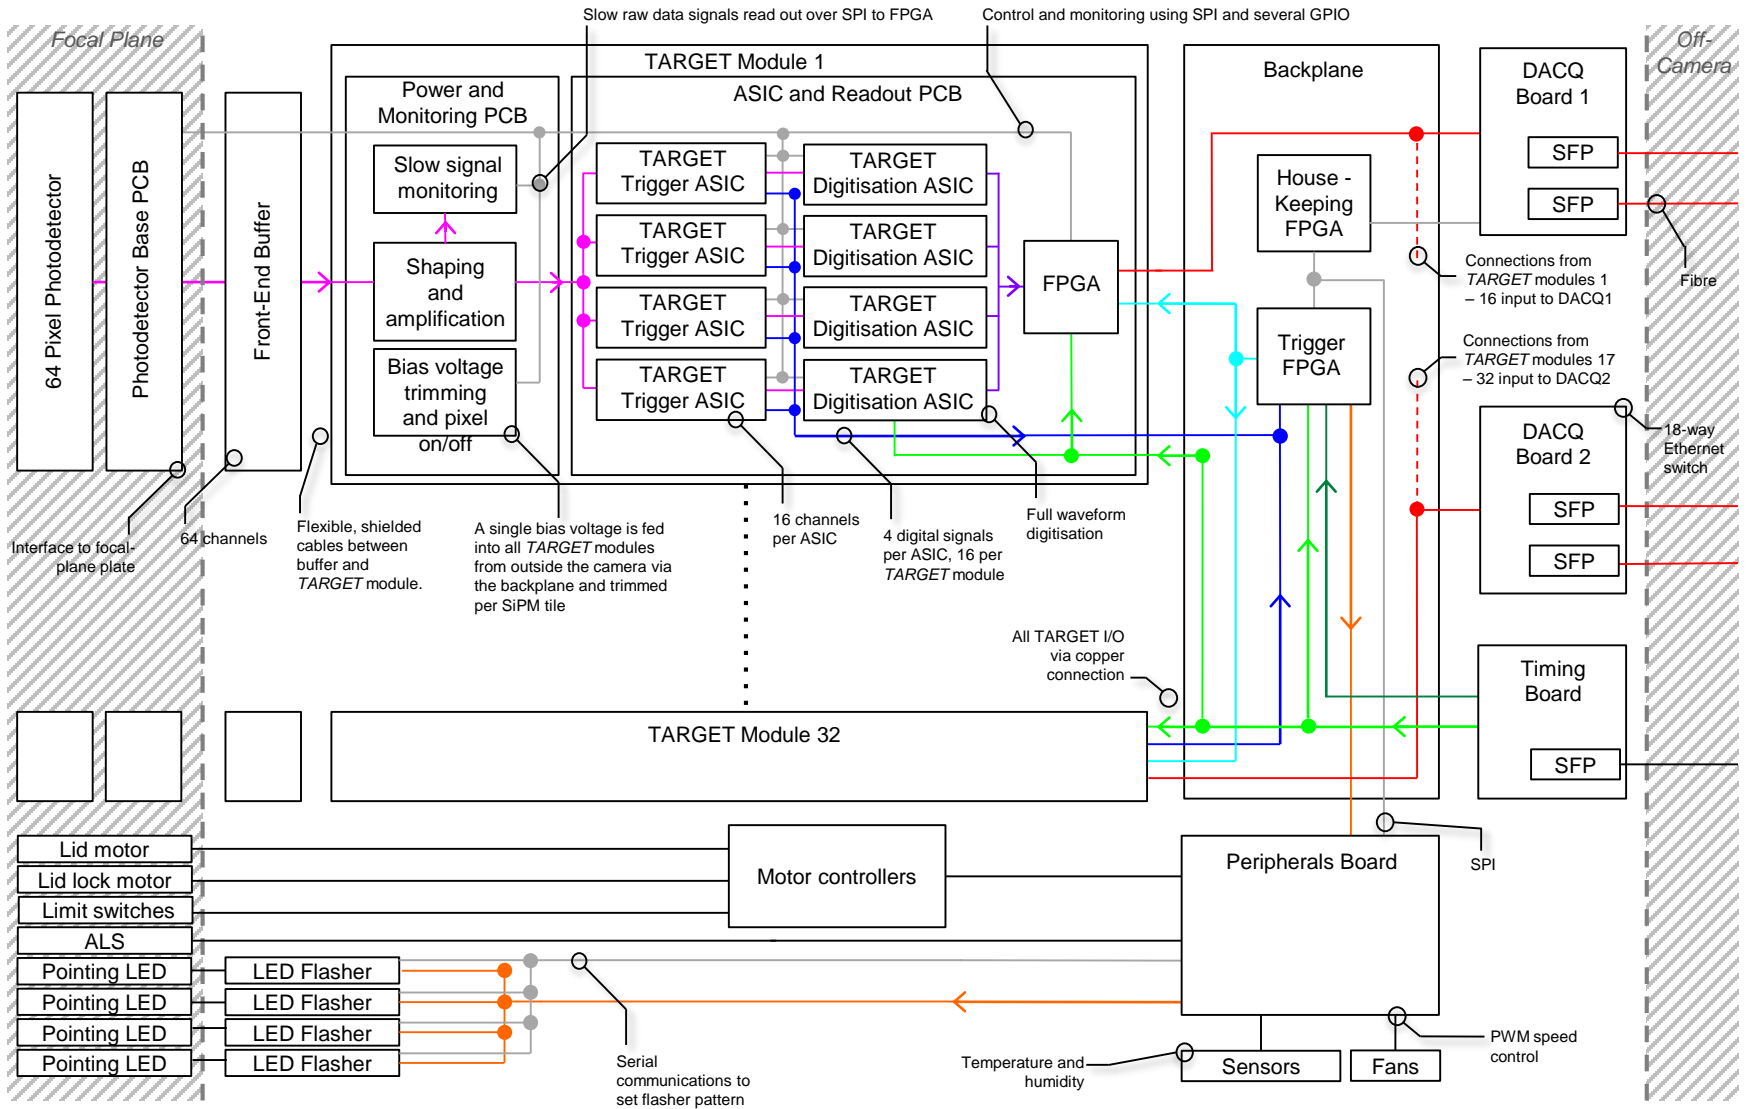 Slow raw data signals read out over SPI to FPGA
Control and monitoring using SPI and several GPIO
Focal Plane
Off-
Camera
TARGET Module 1
Power and
Monitoring PCB
ASIC and Readout PCB
Backplane
DACQ
Board 1
SFP
SFP
64 Pixel Photodetector
Photodetector Base PCB
Front-End Buffer
Slow signal
monitoring
Shaping
and
amplification
Bias voltage
trimming
and pixel
on/off
TARGET
Trigger ASIC
TARGET
Digitisation ASIC
TARGET
Trigger ASIC
TARGET
Digitisation ASIC
TARGET
Trigger ASIC
TARGET
Digitisation ASIC
TARGET
Trigger ASIC
TARGET
Digitisation ASIC
FPGA
House -
Keeping
FPGA
Trigger
FPGA
Connections from
TARGET modules 1
– 16 input to DACQ1
Fibre
Connections from
TARGET modules 17
– 32 input to DACQ2
DACQ
Board 2
SFP
SFP
18-way
Ethernet
switch
Interface to focal-
plane plate
64 channels
Flexible, shielded
cables between
buffer and
TARGET module.
A single bias voltage is fed
into all TARGET modules
from outside the camera via
the backplane and trimmed
per SiPM tile
16 channels
per ASIC
4 digital signals
per ASIC, 16 per
TARGET module
Full waveform
digitisation
All TARGET I/O
via copper
connection
Timing
Board
SFP
TARGET Module 32
Lid motor
Lid lock motor
Limit switches
ALS
Pointing LED
LED Flasher
Pointing LED
LED Flasher
Pointing LED
LED Flasher
Pointing LED
LED Flasher
Motor controllers
Peripherals Board
SPI
Serial
communications to
set flasher pattern
Temperature and
humidity
Sensors
Fans
PWM speed
control